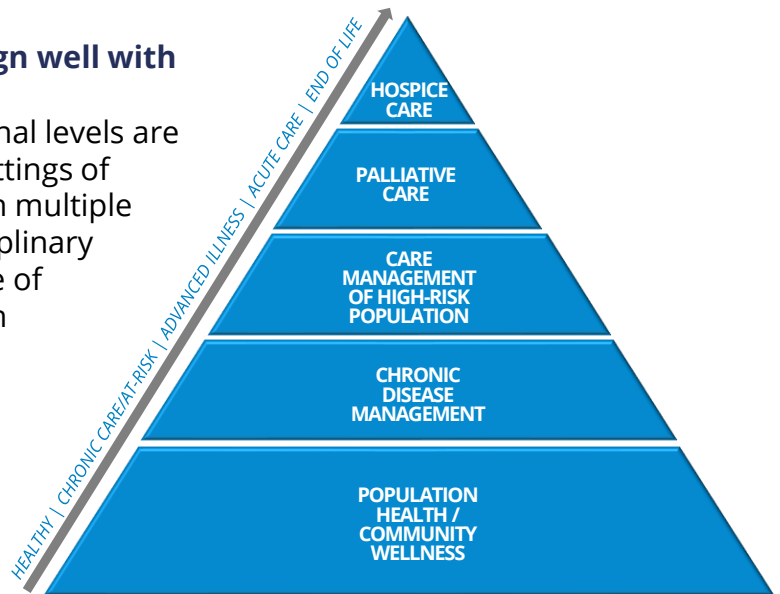 gn well with
nal levels are
ttings of
n multiple
plinary
e of
n
HEALTHY | CHRONIC CARE/AT-RISK | ADVANCED ILLNESS | ACUTE CARE | END OF LIFE
HOSPICE
CARE
PALLIATIVE
CARE
CARE
MANAGEMENT
OF HIGH-RISK
POPULATION
CHRONIC
DISEASE
MANAGEMENT
POPULATION
HEALTH /
COMMUNITY
WELLNESS